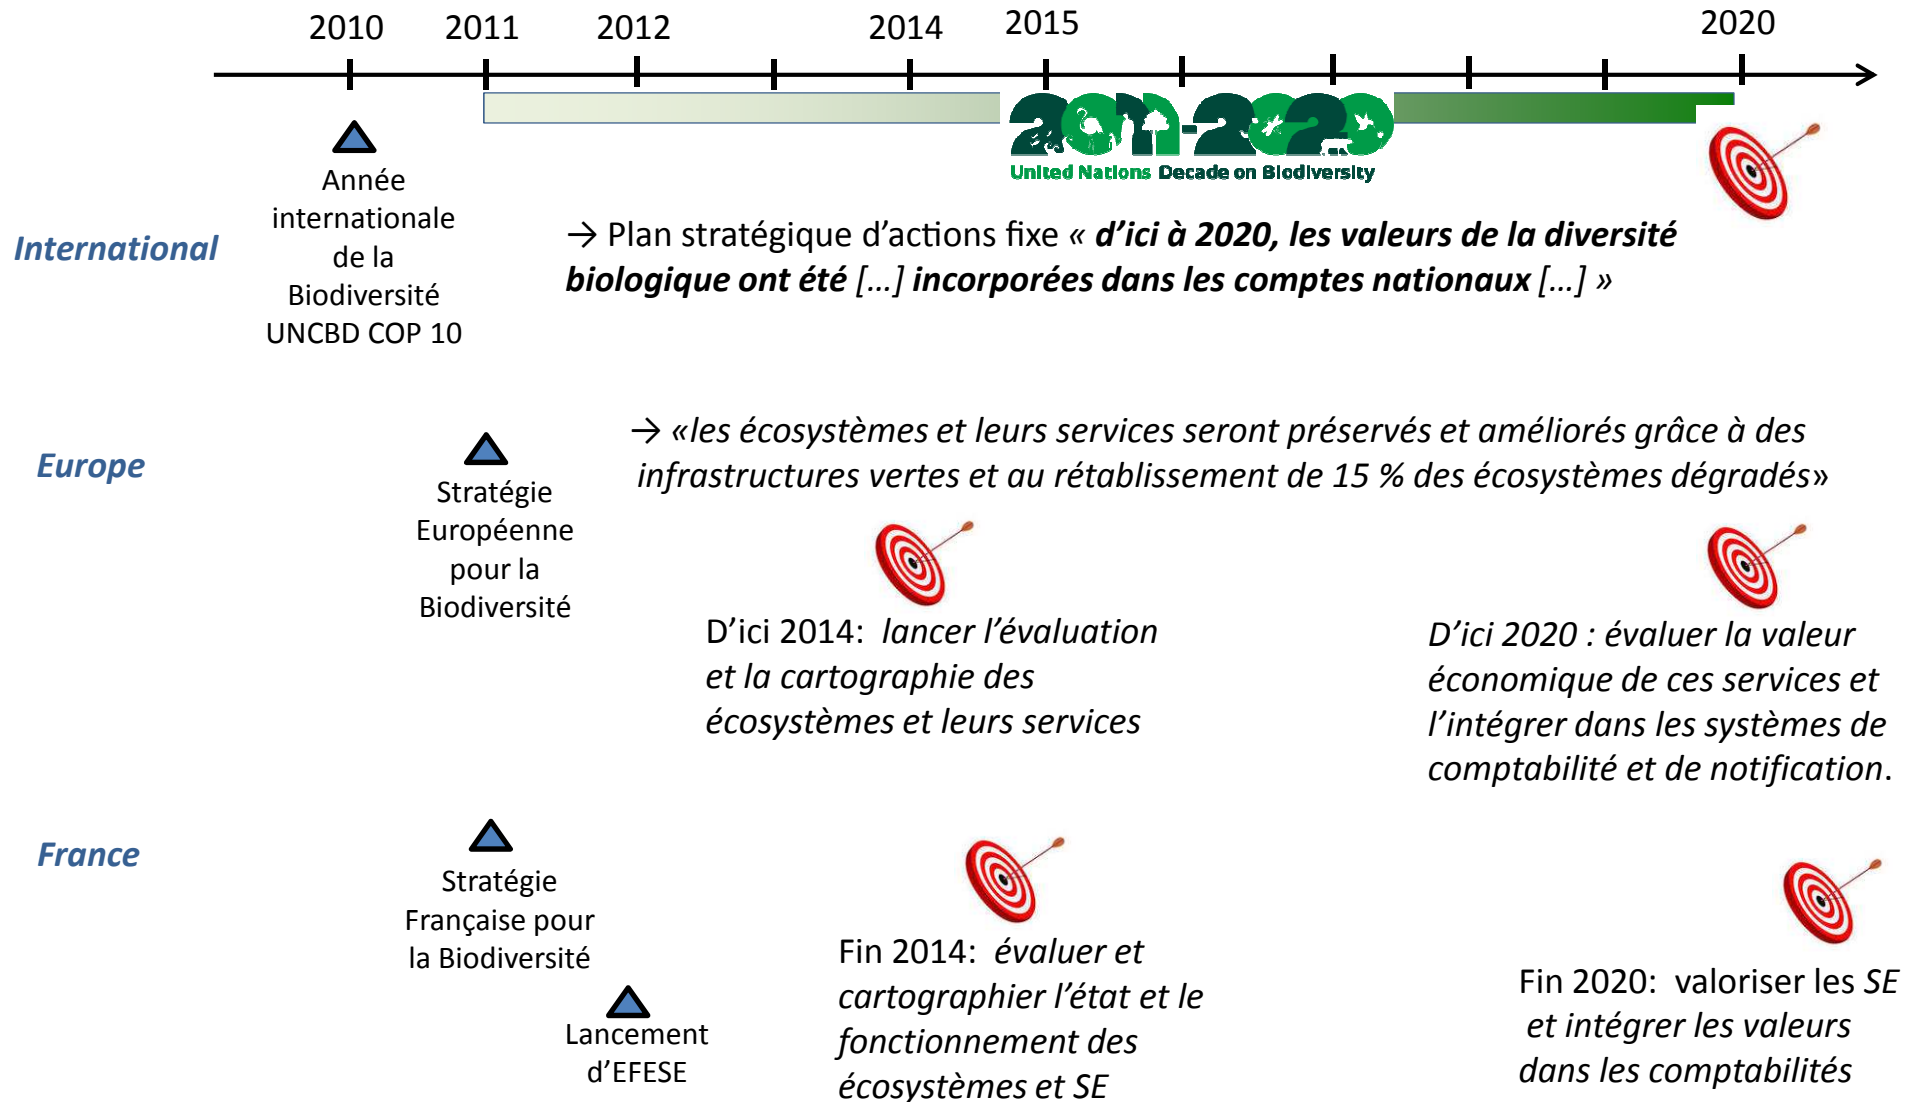 2010 2011 2012 2014 2015 2020
2011-2020
United Nations Decade on Biodiversity
International
Année
internationale
de la
Biodiversité
UNCBD COP 10
→ Plan stratégique d’actions fixe « d’ici à 2020, les valeurs de la diversité
biologique ont été [...] incorporées dans les comptes nationaux [...] »
Europe
Stratégie
Européenne
pour la
Biodiversité
→ «les écosystèmes et leurs services seront préservés et améliorés grâce à des
infrastructures vertes et au rétablissement de 15 % des écosystèmes dégradés»
D’ici 2014: lancer l’évaluation
et la cartographie des
écosystèmes et leurs services
D’ici 2020 : évaluer la valeur
économique de ces services et
l’intégrer dans les systèmes de
comptabilité et de notification.
France
Stratégie
Française pour
la Biodiversité
Lancement
d’EFESE
Fin 2014: évaluer et
cartographier l’état et le
fonctionnement des
écosystèmes et SE
Fin 2020: valoriser les SE
et intégrer les valeurs
dans les comptabilités